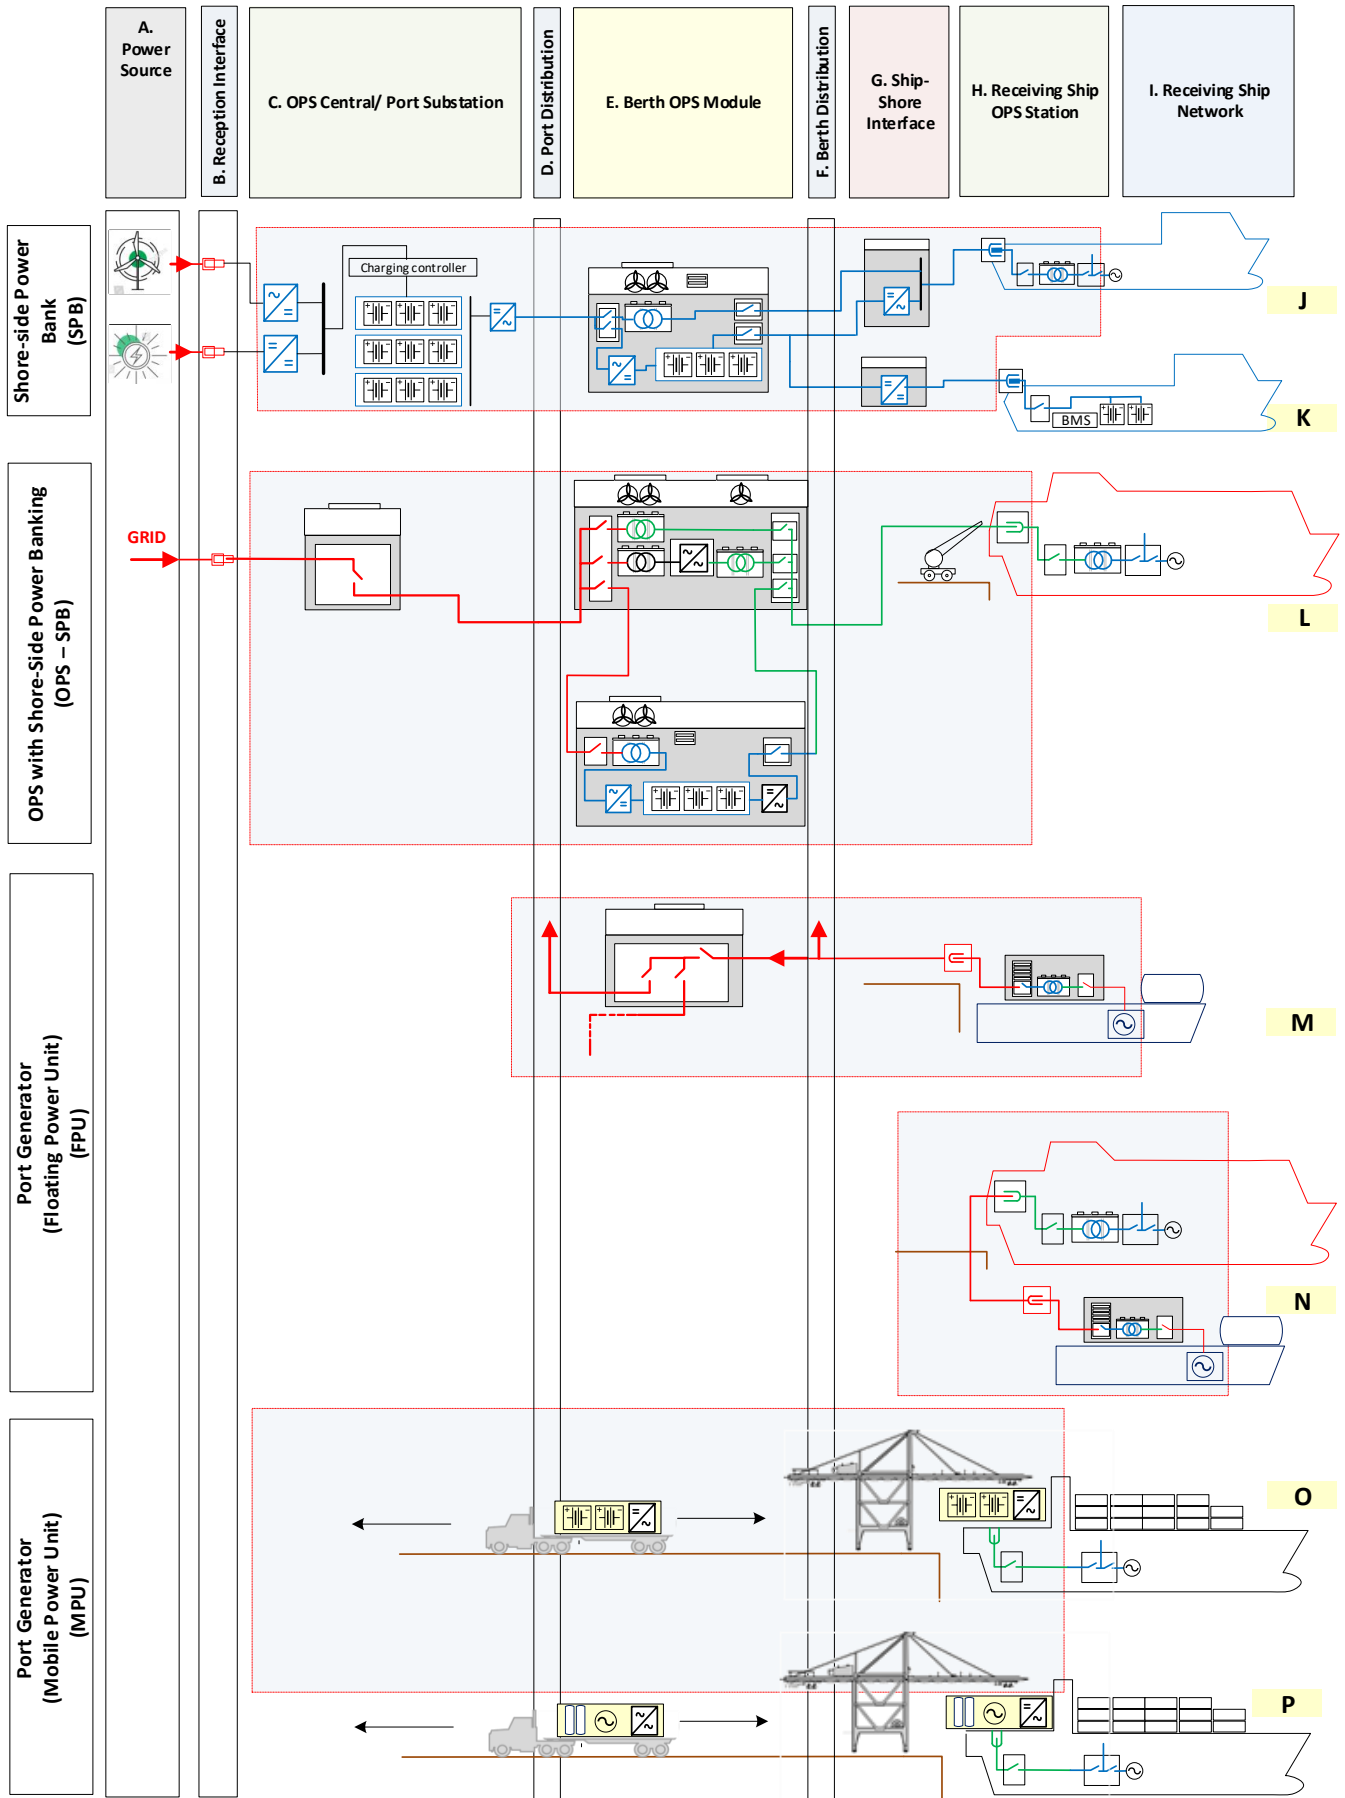 A.
Power
Source
B. Reception Interface
C. OPS Central/ Port Substation
D. Port Distribution
E. Berth OPS Module
F. Berth Distribution
G. Ship-
Shore
Interface
H. Receiving Ship
OPS Station
I. Receiving Ship
Network
Shore-side Power
Bank
(SPB)
Charging controller
J
BMS
K
OPS with Shore-Side Power Banking
(OPS – SPB)
GRID
L
Port Generator
(Floating Power Unit)
(FPU)
M
N
Port Generator
(Mobile Power Unit)
(MPU)
O
P